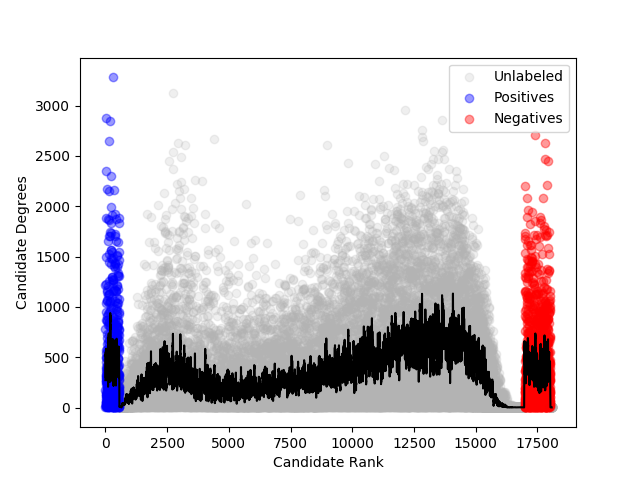 Unlabeled
Positives
Negatives
3000
2500
2000
1500
1000
500
0
Candidate Degrees
0 2500 5000 7500 10000 12500 15000 17500
Candidate Rank